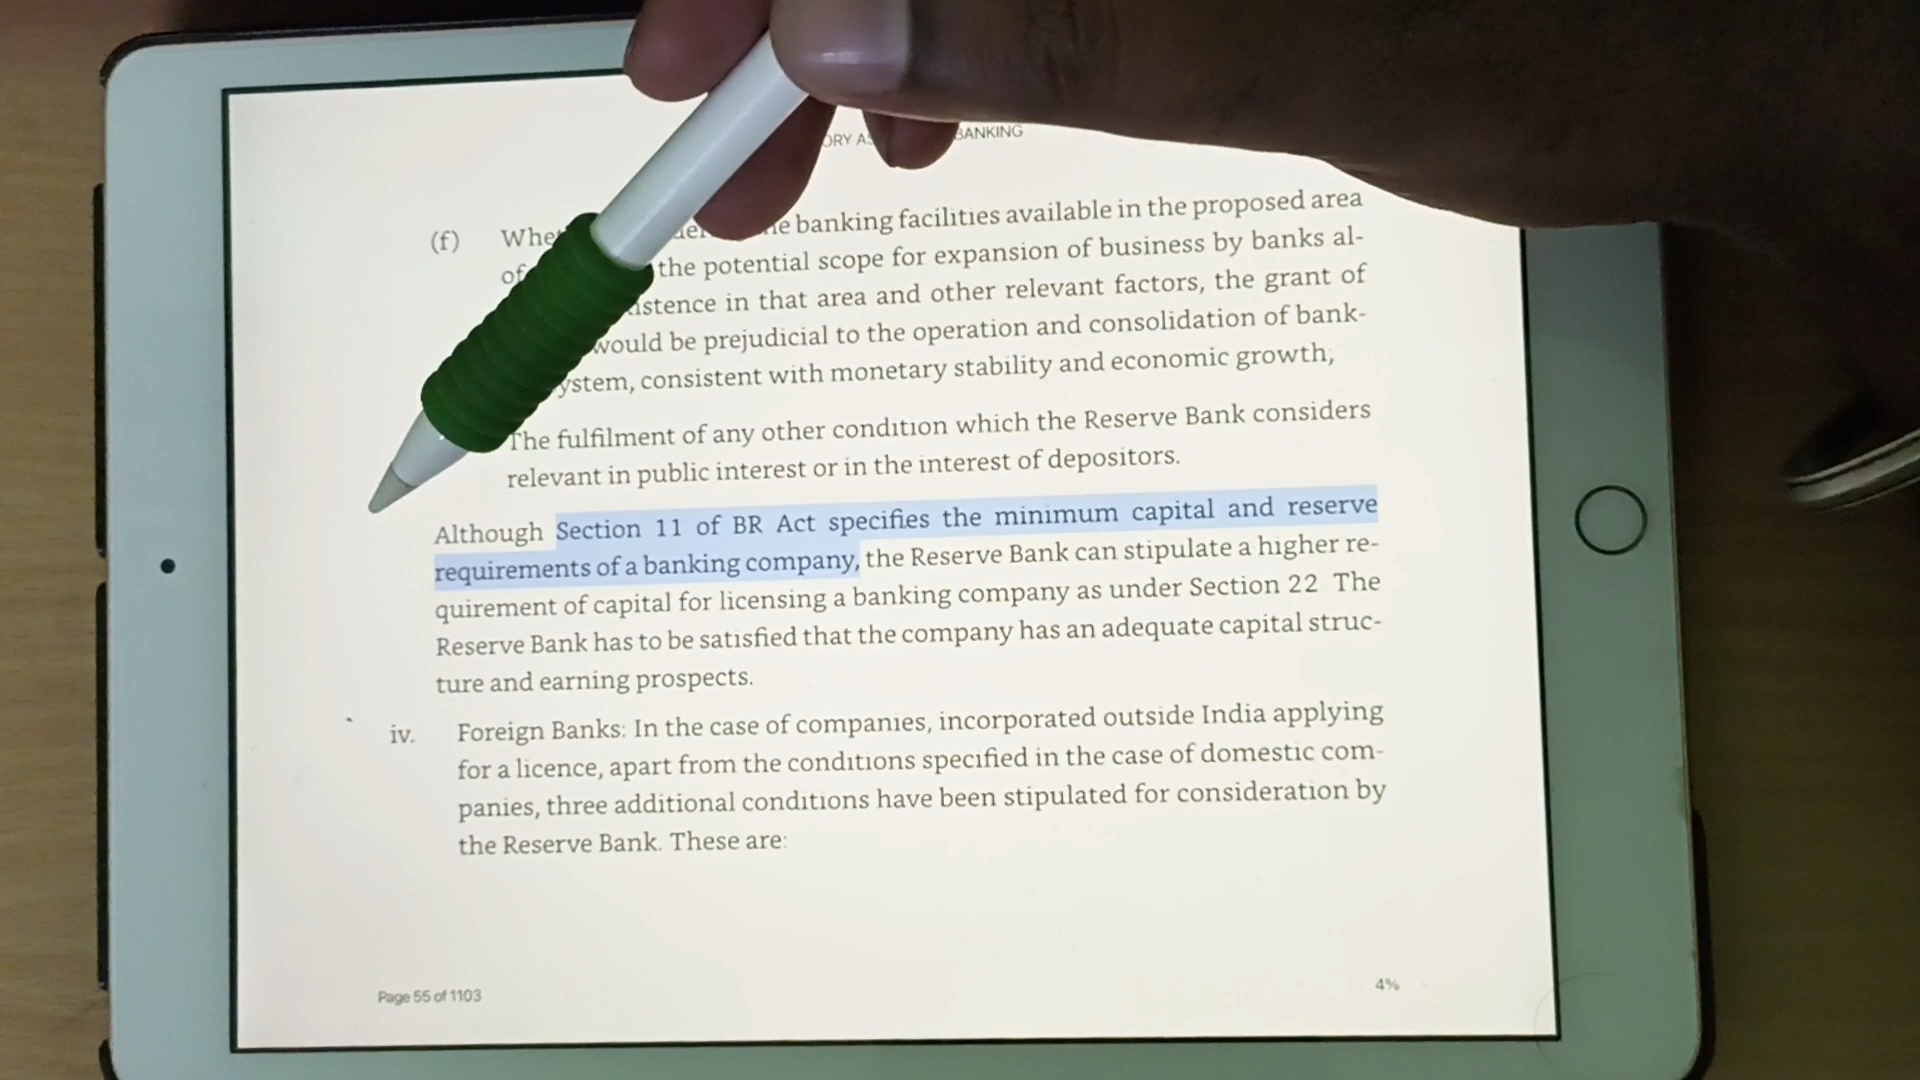 BANKING
(f) banking facilities available in the proposed area
of the potential scope for expansion of business by banks al-
in that area and other relevant factors, the grant of
would be prejudicial to the operation and consolidation of bank-
consistent with monetary stability and economic growth;
The fulfilment of any other condition which the Reserve Bank considers
relevant in public interest or in the interest of depositors.
Although Section 11 of BR Act specifies the minimum capital and reserve
requirements of a banking company, the Reserve Bank can stipulate a higher re-
quirement of capital for licensing a banking company as under Section 22 The
Reserve Bank has to be satisfied that the company has an adequate capital struc-
ture and earning prospects.
iv. Foreign Banks: In the case of companies, incorporated outside India applying
for a licence, apart from the conditions specified in the case of domestic com-
panies, three additional conditions have been stipulated for consideration by
the Reserve Bank. These are:
Page 55 of 1103
4%